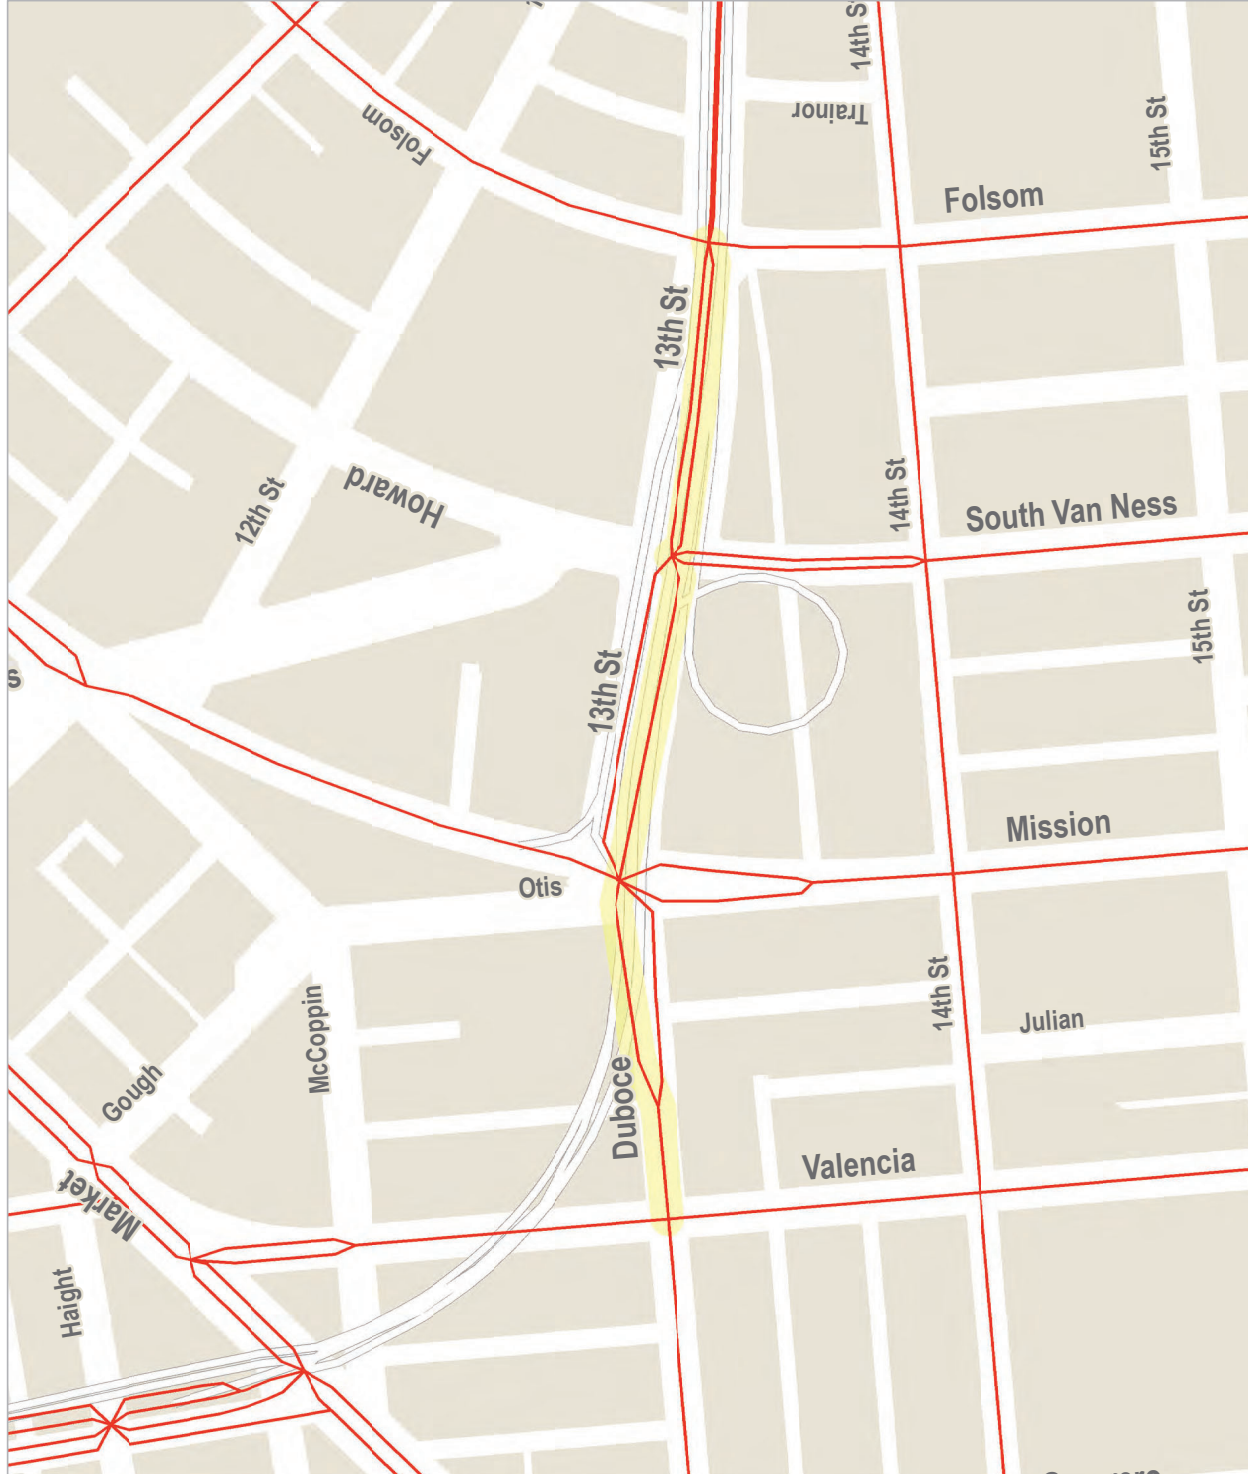 14th St
Trainor
Folsom
15th St
Folsom
13th St
14th St
South Van Ness
Howard
12th St
15th St
13th St
s
Mission
Otis
14th St
McCoppin
Julian
Gough
Duboce
Valencia
Market
Haight